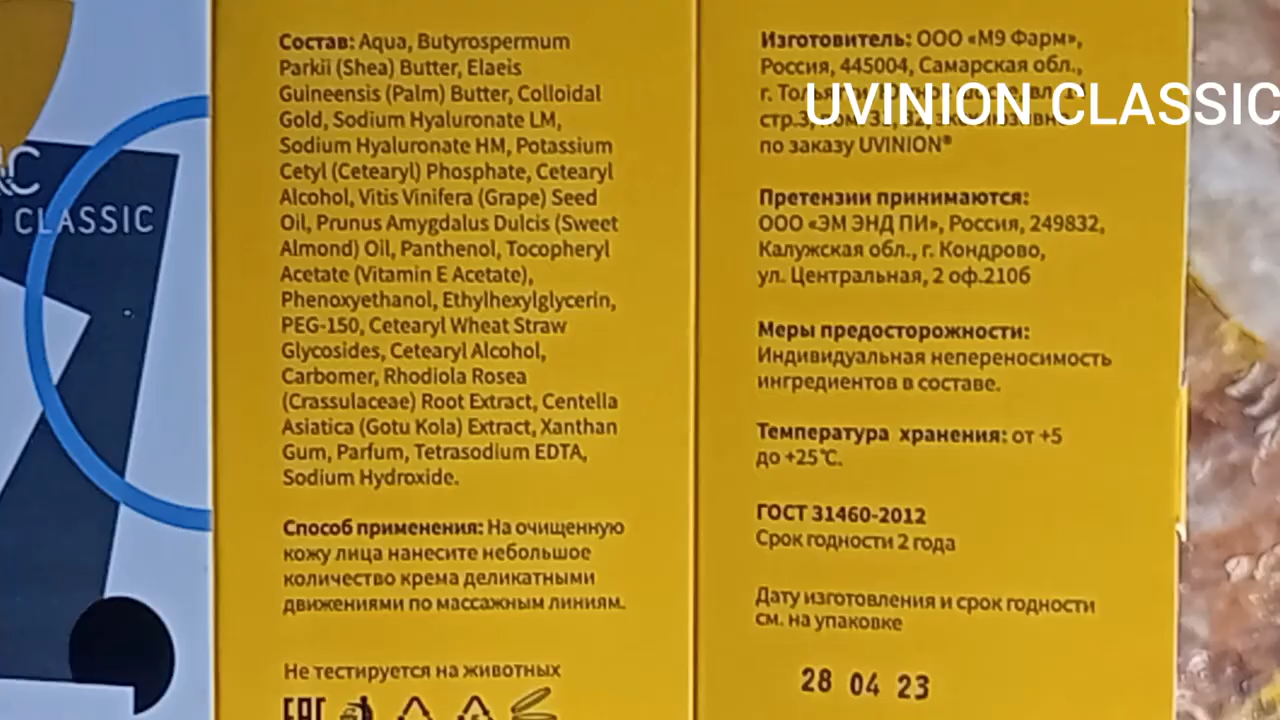 CLASSIC
Состав: Aqua, Butyrospermum
Parkii (Shea) Butter, Elaeis
Guineensis (Palm) Butter, Colloidal
Gold, Sodium Hyaluronate LM,
Sodium Hyaluronate HM, Potassium
Cetyl (Cetearyl) Phosphate, Cetearyl
Alcohol, Vitis Vinifera (Grape) Seed
Oil, Prunus Amygdalus Dulcis (Sweet
Almond) Oil, Panthenol, Tocopheryl
Acetate (Vitamin E Acetate),
Phenoxyethanol, Ethylhexylglycerin,
PEG-150, Cetearyl Wheat Straw
Glycosides, Cetearyl Alcohol,
Carbomer, Rhodiola Rosea
(Crassulaceae) Root Extract, Centella
Asiatica (Gotu Kola) Extract, Xanthan
Gum, Parfum, Tetrasodium EDTA,
Sodium Hydroxide.
Способ применения: На очищенную
кожу лица нанесите небольшое
количество крема деликатными
движениями по массажным линиям.
Не тестируется на животных
EAC
Изготовитель: ООО «М9 Фарм»,
Россия, 445004, Самарская обл.,
г.
стр.3,
по заказу UVINION®
UVINION CLASSIC
Претензии принимаются:
ООО «ЭМ ЭНД ПИ», Россия, 249832,
Калужская обл., г. Кондрово,
ул. Центральная, 2 оф.210б
Меры предосторожности:
Индивидуальная непереносимость
ингредиентов в составе.
Температура хранения: от +5
до +25℃.
ГОСТ 31460-2012
Срок годности 2 года
Дату изготовления и срок годности
см. на упаковке
28 04 23